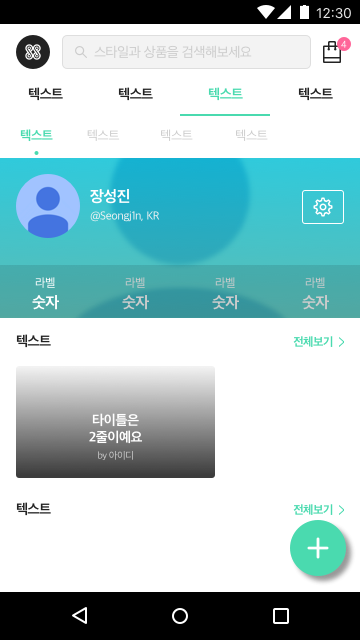 12:30
스타일과 상품을 검색해보세요
4
텍스트 텍스트 텍스트 텍스트
텍스트 텍스트 텍스트 텍스트
장성진
@Seongj1n, KR
라벨 라벨 라벨 라벨
숫자 숫자 숫자 숫자
텍스트 전체보기
타이틀은
2줄이예요
by 아이디
텍스트 전체보기